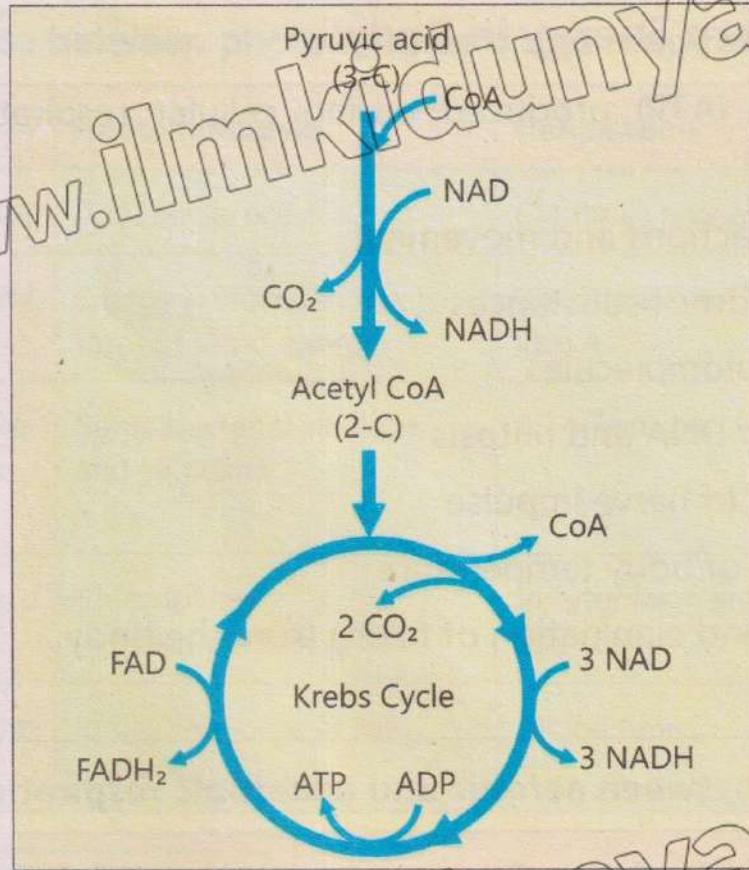 www.ilmkidunya
Pyruvic acid
(3-C)
CoA
NAD
CO₂
NADH
Acetyl CoA
(2-C)
CoA
2 CO₂
FAD
3 NAD
Krebs Cycle
FADH₂
3 NADH
ATP
ADP